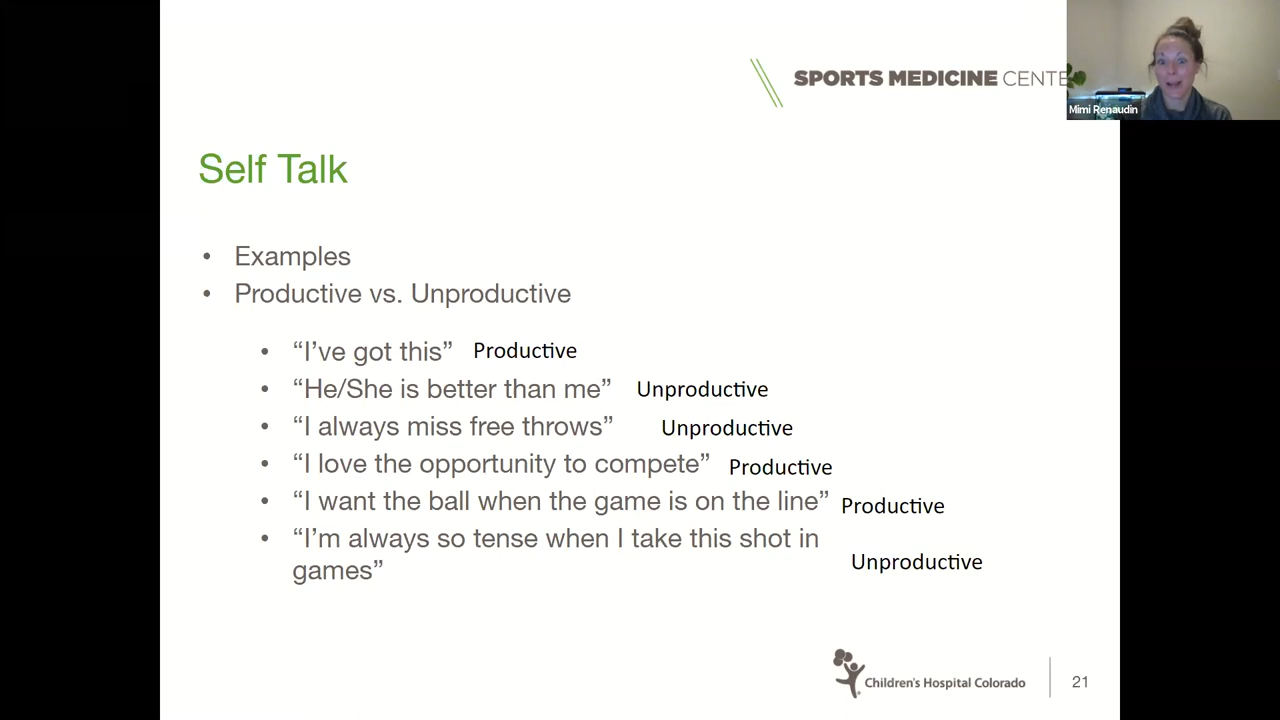 SPORTS MEDICINE CENTE
Mimi Renaudin
Self Talk
• Examples
• Productive vs. Unproductive
• “I’ve got this” Productive
• “He/She is better than me” Unproductive
• “I always miss free throws” Unproductive
• “I love the opportunity to compete” Productive
• “I want the ball when the game is on the line” Productive
• “I’m always so tense when I take this shot in
games” Unproductive
Children's Hospital Colorado
21